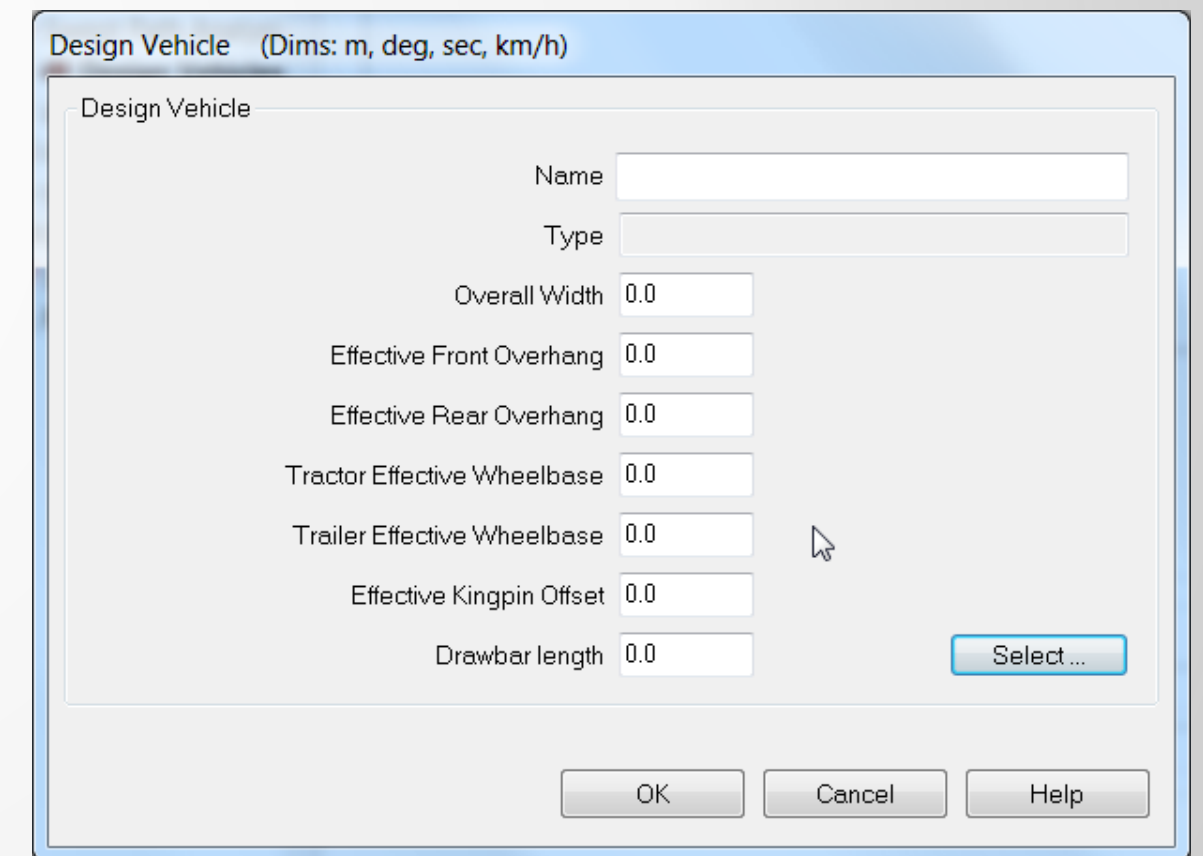 Design Vehicle (Dims: m, deg, sec, km/h)
Design Vehicle
Name
Type
Overall Width 0.0
Effective Front Overhang 0.0
Effective Rear Overhang 0.0
Tractor Effective Wheelbase 0.0
Trailer Effective Wheelbase 0.0
Effective Kingpin Offset 0.0
Drawbar length 0.0 Select ...
OK Cancel Help